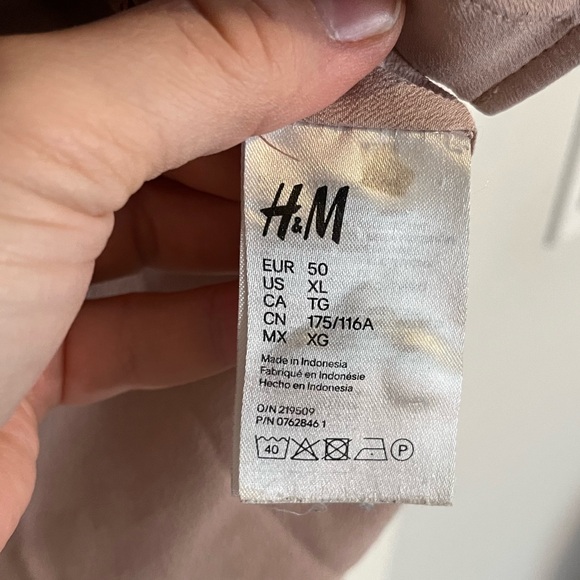 H&M
EUR 50
US XL
CA TG
CN 175/116A
MX XG
Made in Indonesia
Fabriqué en Indonésie
Hecho en Indonesia
O/N 219509
P/N 0762846 1
40
P